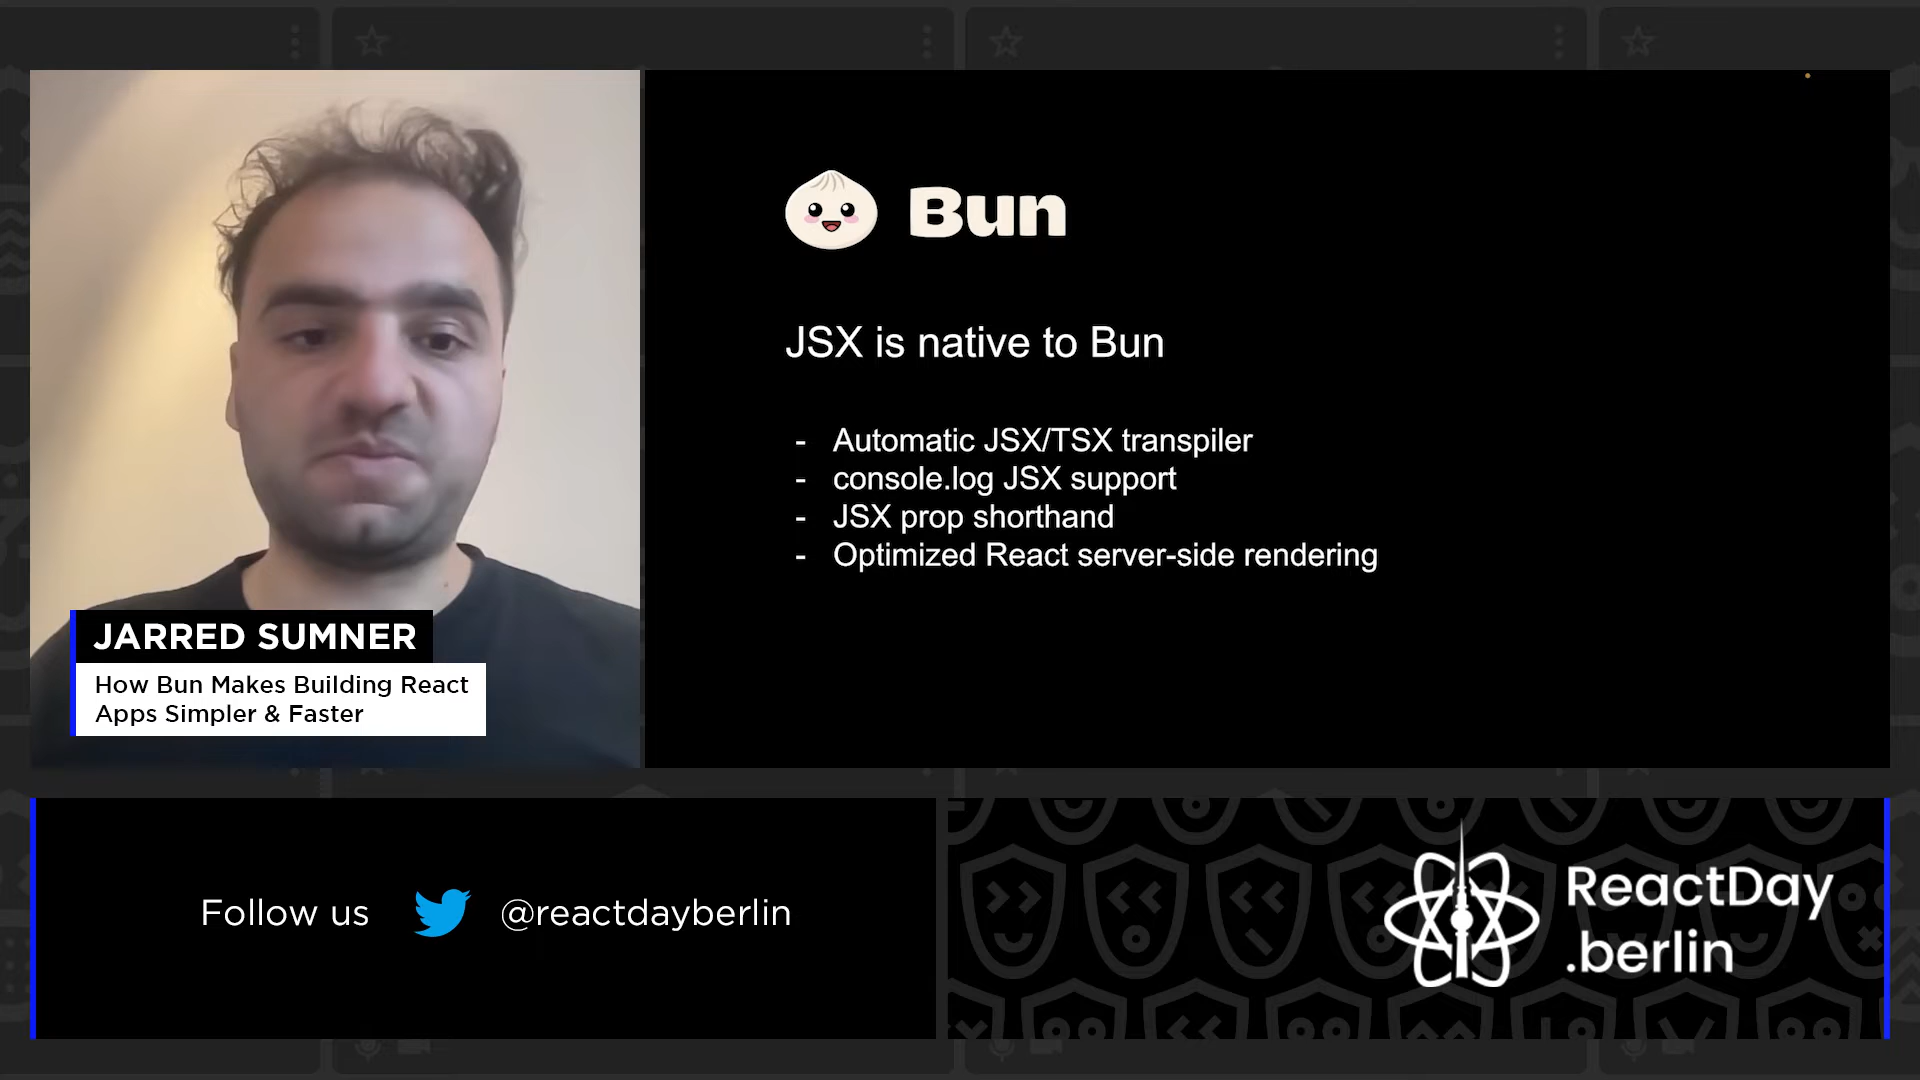 Bun
JSX is native to Bun
- Automatic JSX/TSX transpiler
- console.log JSX support
- JSX prop shorthand
- Optimized React server-side rendering
JARRED SUMNER
How Bun Makes Building React
Apps Simpler & Faster
Follow us @reactdayberlin
ReactDay
.berlin